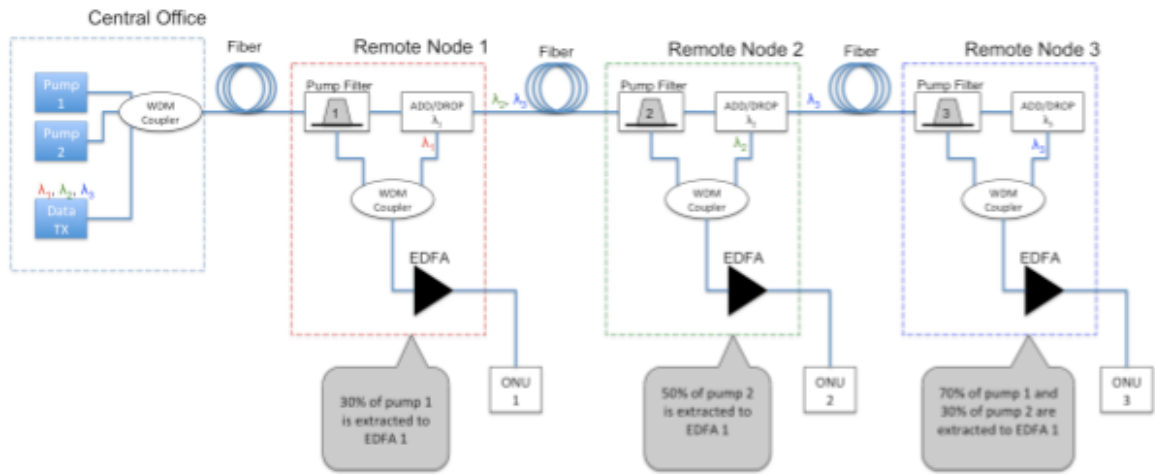 Central Office
Fiber
Remote Node 1
Fiber
Remote Node 2
Fiber
Remote Node 3
Pump
1
WDM
Coupler
Pump
2
λ1, λ2, λ3
Data
TX
Pump Filter
1
ADD/DROP
λ1
λ1
WDM
Coupler
EDFA
λ2, λ3
Pump Filter
2
ADD/DROP
λ2
WDM
Coupler
EDFA
λ3
Pump Filter
3
ADD/DROP
λ3
WDM
Coupler
EDFA
30% of pump 1
is extracted to
EDFA 1
ONU
1
50% of pump 2
is extracted to
EDFA 1
ONU
2
70% of pump 1 and
30% of pump 2 are
extracted to EDFA 1
ONU
3